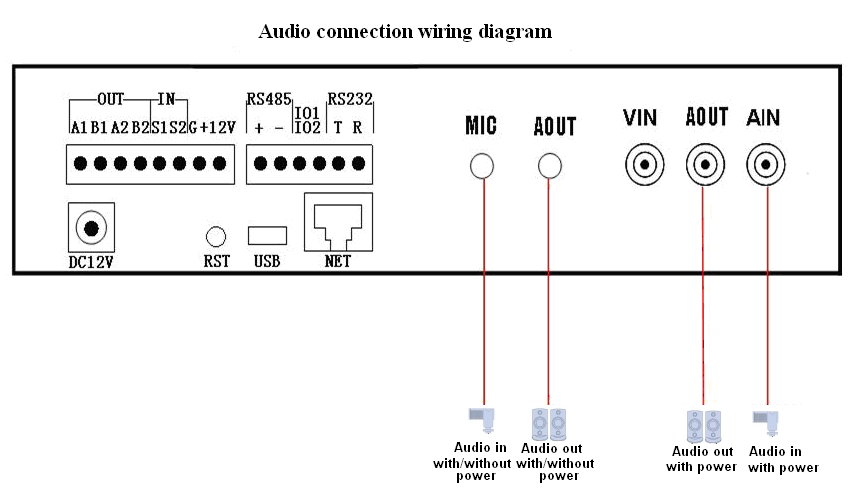 Audio connection wiring diagram
OUT IN
A1 B1 A2 B2 S1 S2 G +12V
RS485 RS232
IO1
+ - IO2 T R
MIC AOUT VIN AOUT AIN
DC12V RST USB NET
Audio in
with/without
power
Audio out
with/without
power
Audio out
with power
Audio in
with power